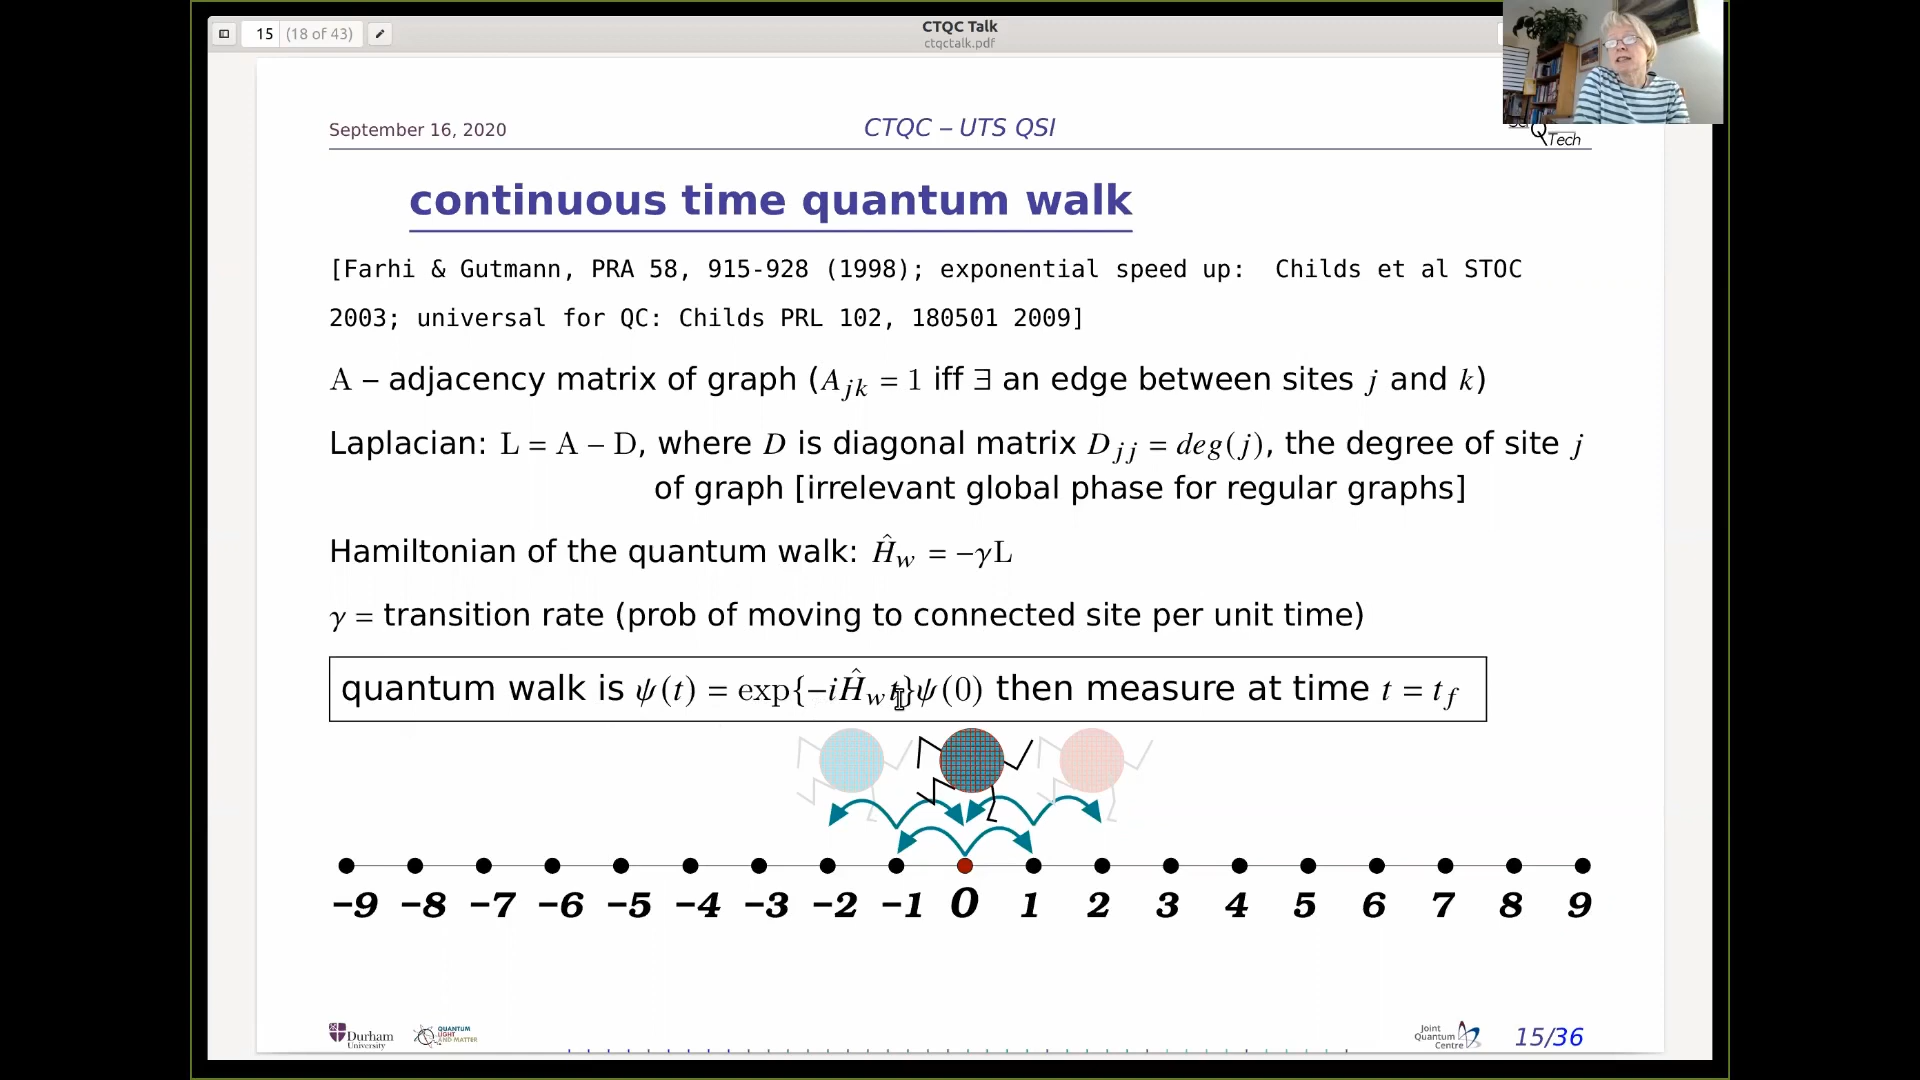 15 (18 of 43)
CTQC Talk
ctqctalk.pdf
September 16, 2020
CTQC – UTS QSI
Tech
continuous time quantum walk
[Farhi & Gutmann, PRA 58, 915-928 (1998); exponential speed up: Childs et al STOC
2003; universal for QC: Childs PRL 102, 180501 2009]
A – adjacency matrix of graph (A_jk = 1 iff ∃ an edge between sites j and k)
Laplacian: L = A – D, where D is diagonal matrix D_jj = deg(j), the degree of site j
of graph [irrelevant global phase for regular graphs]
Hamiltonian of the quantum walk: Ĥ_w = −γL
γ = transition rate (prob of moving to connected site per unit time)
quantum walk is ψ(t) = exp{−iĤ_w t}ψ(0) then measure at time t = t_f
−9 −8 −7 −6 −5 −4 −3 −2 −1 0 1 2 3 4 5 6 7 8 9
Durham
University
QUANTUM
LIGHT
AND MATTER
Joint
Quantum
Centre
15/36